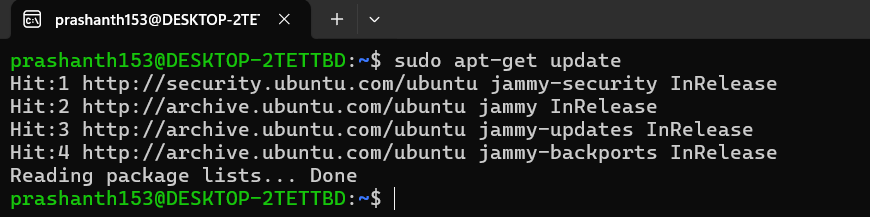 prashanth153@DESKTOP-2TE
prashanth153@DESKTOP-2TETTBD:~$ sudo apt-get update
Hit:1 http://security.ubuntu.com/ubuntu jammy-security InRelease
Hit:2 http://archive.ubuntu.com/ubuntu jammy InRelease
Hit:3 http://archive.ubuntu.com/ubuntu jammy-updates InRelease
Hit:4 http://archive.ubuntu.com/ubuntu jammy-backports InRelease
Reading package lists... Done
prashanth153@DESKTOP-2TETTBD:~$